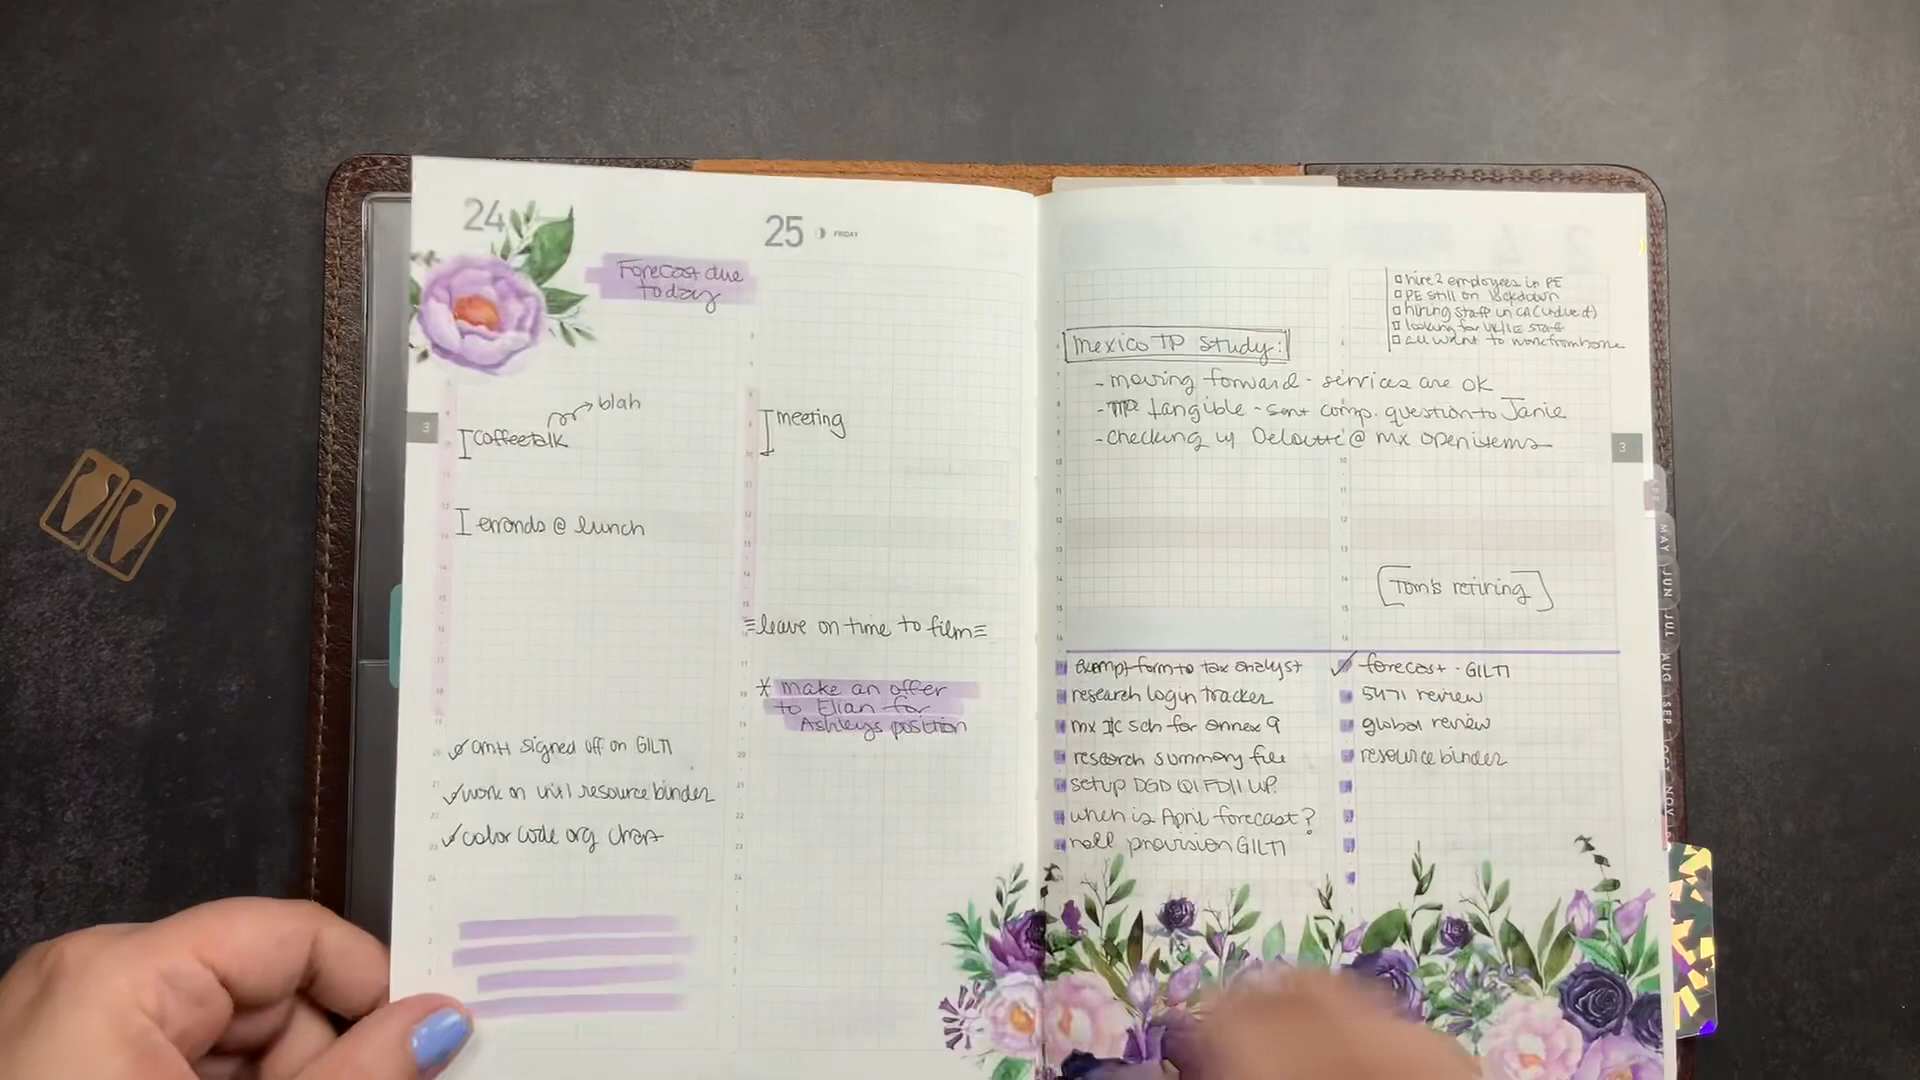 24
Forecast due
today
blah
coffeetalk
errands @ lunch
signed off on GILTI
work on intl resource binder
color code org chart
25 FRIDAY
meeting
leave on time to film
* make an offer
to Elian for
Ashleys position
3
hire 2 employees in PE
PE still on lockdown
hiring staff in CA
looking for UK/IE staff
all want to work from home
Mexico TP Study:
- moving forward - services are ok
- tangible - sent comp. question to Janie
- checking w/ Deloitte @ mx open items
[Tom's retiring]
exempt form to tax analyst
research login tracker
mx I/C sch for annex 9
research summary file
setup DGD Q1 FDII WP.
when is April forecast?
roll provision GILTI
forecast - GILTI
5471 review
global review
resource binder
3
APR
MAY
JUN
JUL
AUG
SEP
OCT
NOV